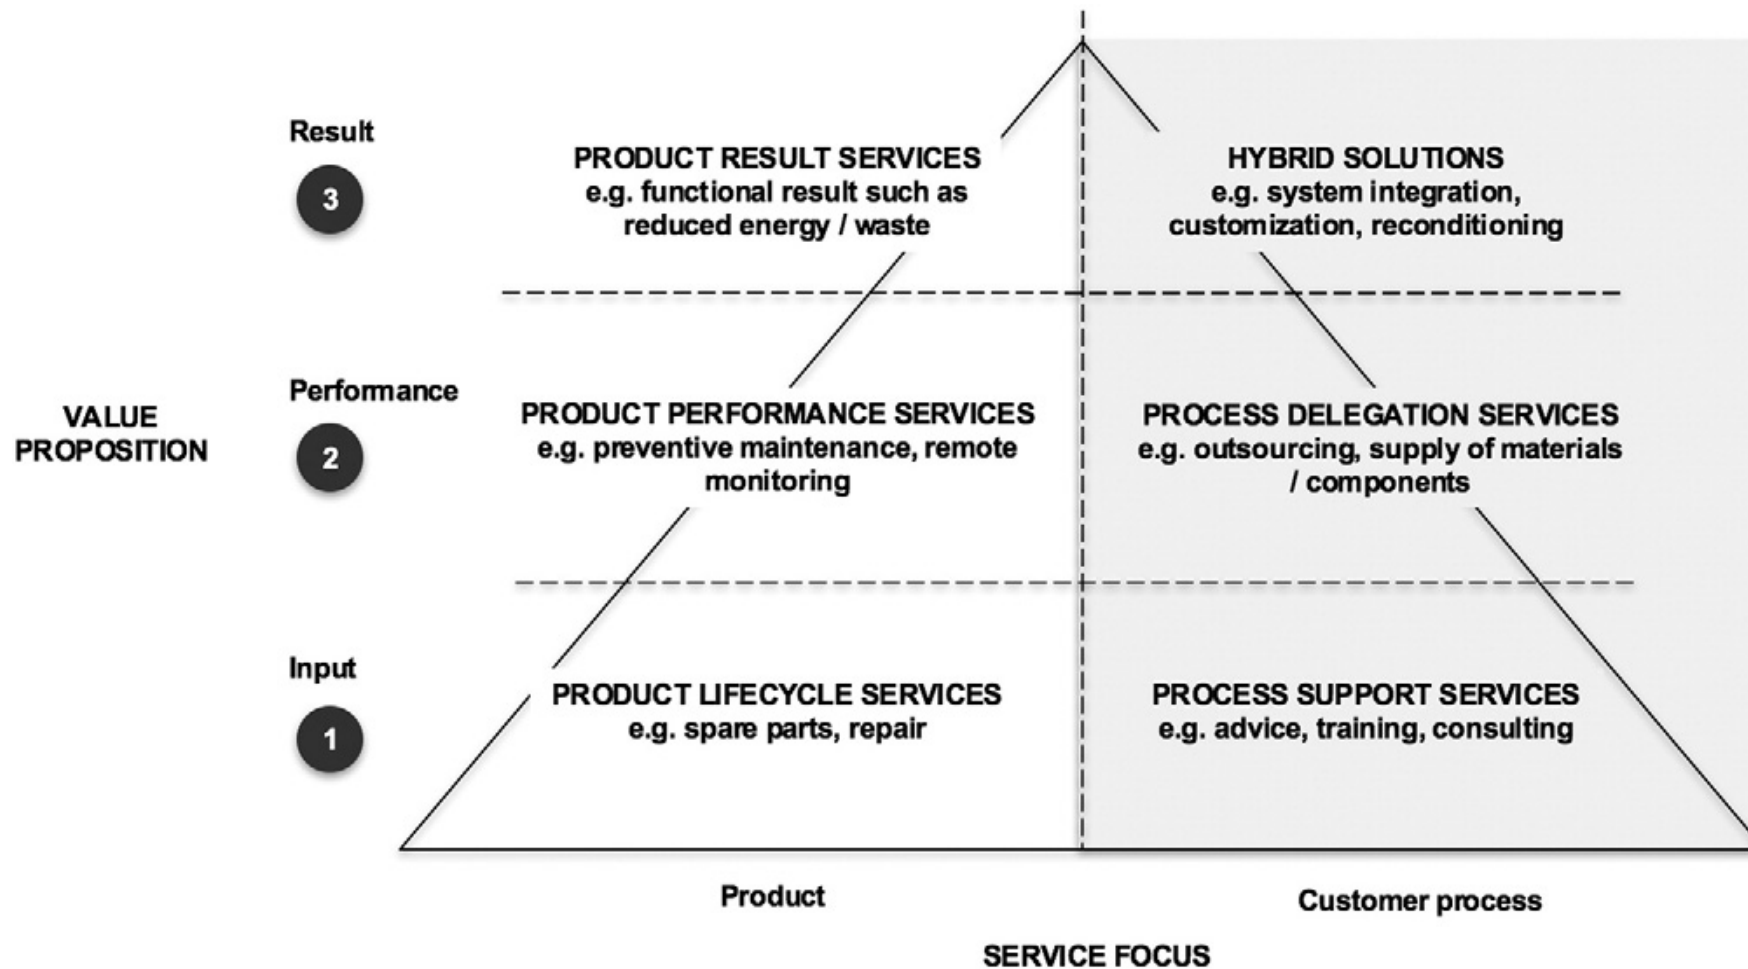 Result
3
PRODUCT RESULT SERVICES
e.g. functional result such as
reduced energy / waste
HYBRID SOLUTIONS
e.g. system integration,
customization, reconditioning
VALUE
PROPOSITION
Performance
2
PRODUCT PERFORMANCE SERVICES
e.g. preventive maintenance, remote
monitoring
PROCESS DELEGATION SERVICES
e.g. outsourcing, supply of materials
/ components
Input
1
PRODUCT LIFECYCLE SERVICES
e.g. spare parts, repair
PROCESS SUPPORT SERVICES
e.g. advice, training, consulting
Product
Customer process
SERVICE FOCUS